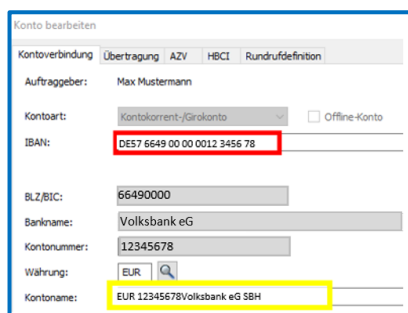 Konto bearbeiten
Kontoverbindung Übertragung AZV HBCI Rundrufdefinition
Auftraggeber: Max Mustermann
Kontoart: Kontokorrent-/Girokonto Offline-Konto
IBAN: DE57 6649 00 00 0012 3456 78
BLZ/BIC: 66490000
Bankname: Volksbank eG
Kontonummer: 12345678
Währung: EUR
Kontoname: EUR 12345678Volksbank eG SBH